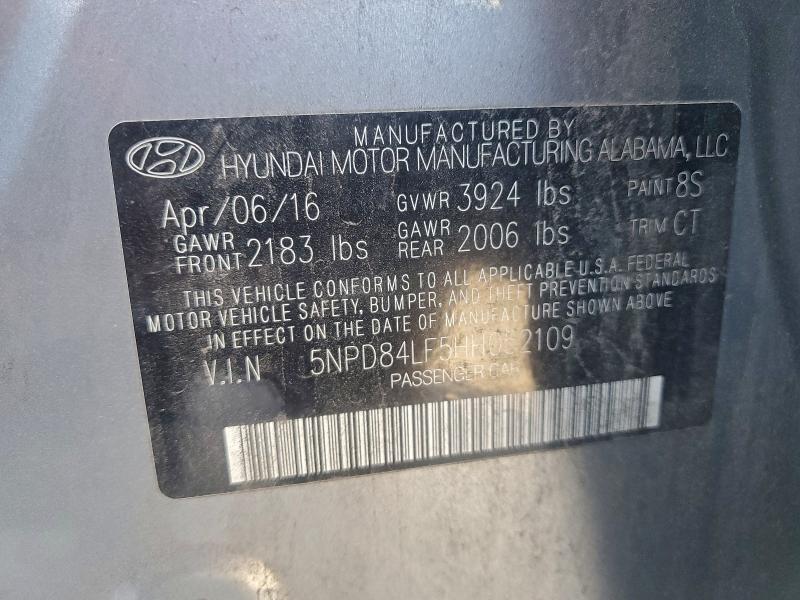 MANUFACTURED BY
HYUNDAI MOTOR MANUFACTURING ALABAMA, LLC
Apr/06/16 GVWR 3924 lbs PAINT 8S
GAWR FRONT 2183 lbs GAWR REAR 2006 lbs TRIM CT
THIS VEHICLE CONFORMS TO ALL APPLICABLE U.S.A. FEDERAL
MOTOR VEHICLE SAFETY, BUMPER, AND THEFT PREVENTION STANDARDS
IN EFFECT ON THE DATE OF MANUFACTURE SHOWN ABOVE
V.I.N
PASSENGER CAR